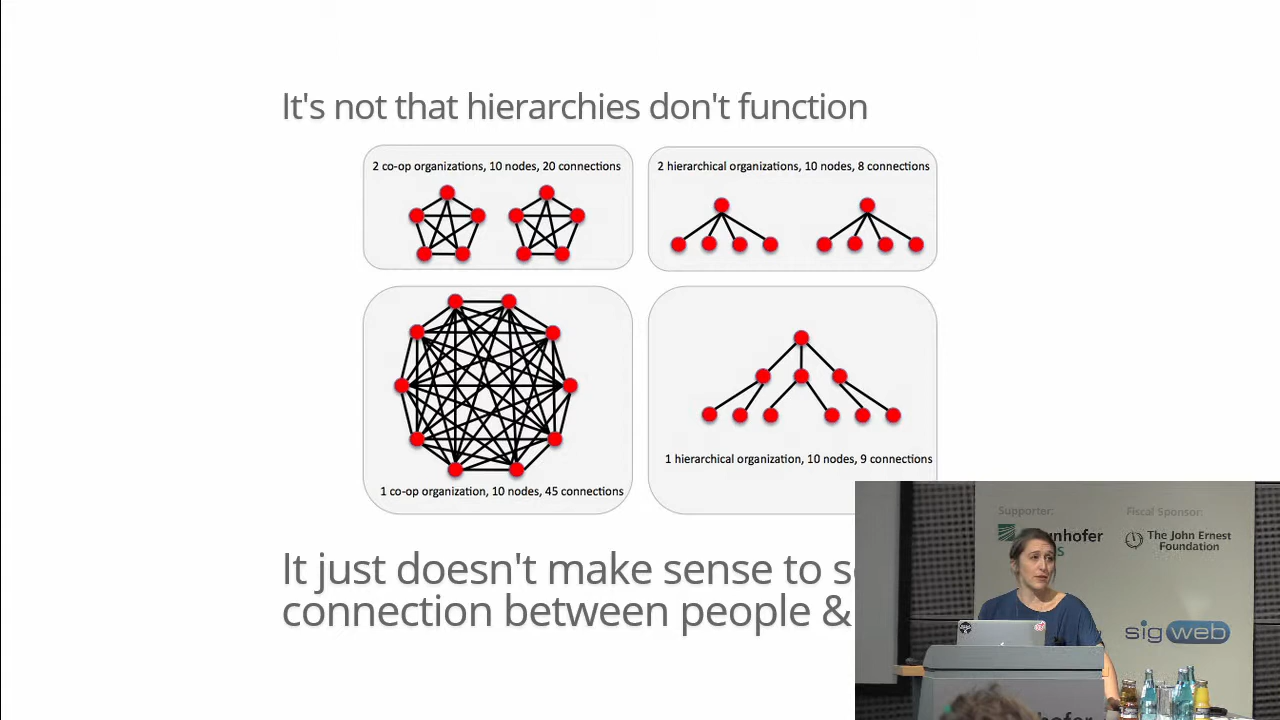 It's not that hierarchies don't function
2 co-op organizations, 10 nodes, 20 connections
2 hierarchical organizations, 10 nodes, 8 connections
1 hierarchical organization, 10 nodes, 9 connections
1 co-op organization, 10 nodes, 45 connections
It just doesn't make sense to
connection between people &
Supporter:
Fiscal Sponsor:
The John Ernest
Foundation
sigweb